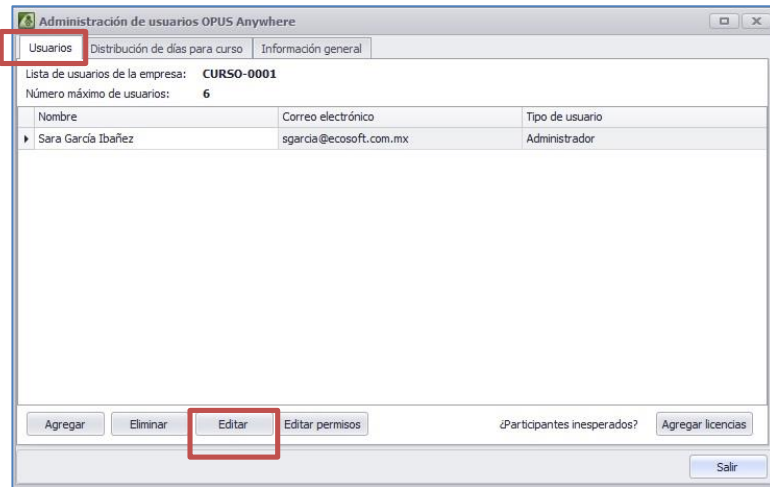 Administración de usuarios OPUS Anywhere
Usuarios Distribución de días para curso Información general
Lista de usuarios de la empresa: CURSO-0001
Número máximo de usuarios: 6
Nombre Correo electrónico Tipo de usuario
Sara García Ibañez sgarcia@ecosoft.com.mx Administrador
Agregar Eliminar Editar Editar permisos ¿Participantes inesperados? Agregar licencias
Salir